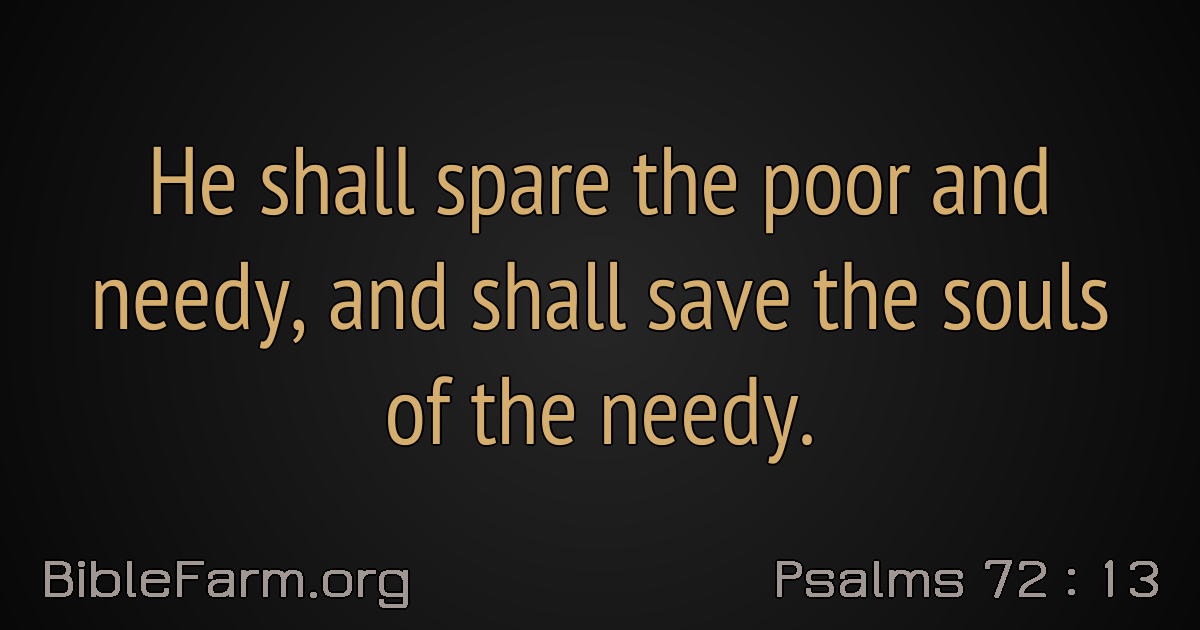 He shall spare the poor and
needy, and shall save the souls
of the needy.
BibleFarm.org
Psalms 72 : 13